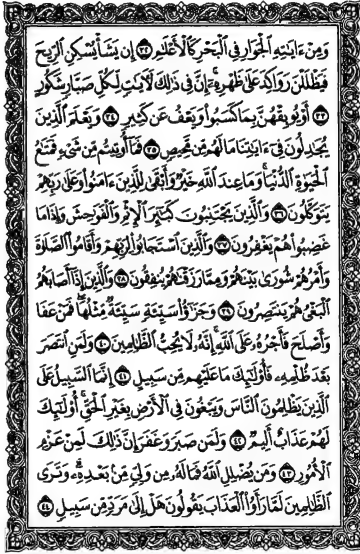 وَمِنْ ءَايَٰتِهِ ٱلْجَوَارِ فِى ٱلْبَحْرِ كَٱلْأَعْلَٰمِ ٣٢ إِن يَشَأْ يُسْكِنِ ٱلرِّيحَ
فَيَظْلَلْنَ رَوَاكِدَ عَلَىٰ ظَهْرِهِۦٓ إِنَّ فِى ذَٰلِكَ لَـَٔايَٰتٍ لِّكُلِّ صَبَّارٍ شَكُورٍ
٣٣ أَوْ يُوبِقْهُنَّ بِمَا كَسَبُوا۟ وَيَعْفُ عَن كَثِيرٍ ٣٤ وَيَعْلَمَ ٱلَّذِينَ
يُجَٰدِلُونَ فِىٓ ءَايَٰتِنَا مَا لَهُم مِّن مَّحِيصٍ ٣٥ فَمَآ أُوتِيتُم مِّن شَىْءٍ فَمَتَٰعُ
ٱلْحَيَوٰةِ ٱلدُّنْيَا وَمَا عِندَ ٱللَّهِ خَيْرٌ وَأَبْقَىٰ لِلَّذِينَ ءَامَنُوا۟ وَعَلَىٰ رَبِّهِمْ
يَتَوَكَّلُونَ ٣٦ وَٱلَّذِينَ يَجْتَنِبُونَ كَبَٰٓئِرَ ٱلْإِثْمِ وَٱلْفَوَٰحِشَ وَإِذَا مَا
غَضِبُوا۟ هُمْ يَغْفِرُونَ ٣٧ وَٱلَّذِينَ ٱسْتَجَابُوا۟ لِرَبِّهِمْ وَأَقَامُوا۟ ٱلصَّلَوٰةَ
وَأَمْرُهُمْ شُورَىٰ بَيْنَهُمْ وَمِمَّا رَزَقْنَٰهُمْ يُنفِقُونَ ٣٨ وَٱلَّذِينَ إِذَآ أَصَابَهُمُ
ٱلْبَغْىُ هُمْ يَنتَصِرُونَ ٣٩ وَجَزَٰٓؤُا۟ سَيِّئَةٍ سَيِّئَةٌ مِّثْلُهَا فَمَنْ عَفَا
وَأَصْلَحَ فَأَجْرُهُۥ عَلَى ٱللَّهِ إِنَّهُۥ لَا يُحِبُّ ٱلظَّٰلِمِينَ ٤٠ وَلَمَنِ ٱنتَصَرَ
بَعْدَ ظُلْمِهِۦ فَأُو۟لَٰٓئِكَ مَا عَلَيْهِم مِّن سَبِيلٍ ٤١ إِنَّمَا ٱلسَّبِيلُ عَلَى
ٱلَّذِينَ يَظْلِمُونَ ٱلنَّاسَ وَيَبْغُونَ فِى ٱلْأَرْضِ بِغَيْرِ ٱلْحَقِّ أُو۟لَٰٓئِكَ
لَهُمْ عَذَابٌ أَلِيمٌ ٤٢ وَلَمَن صَبَرَ وَغَفَرَ إِنَّ ذَٰلِكَ لَمِنْ عَزْمِ
ٱلْأُمُورِ ٤٣ وَمَن يُضْلِلِ ٱللَّهُ فَمَا لَهُۥ مِن وَلِىٍّ مِّنۢ بَعْدِهِۦ وَتَرَى
ٱلظَّٰلِمِينَ لَمَّا رَأَوُا۟ ٱلْعَذَابَ يَقُولُونَ هَلْ إِلَىٰ مَرَدٍّ مِّن سَبِيلٍ ٤٤